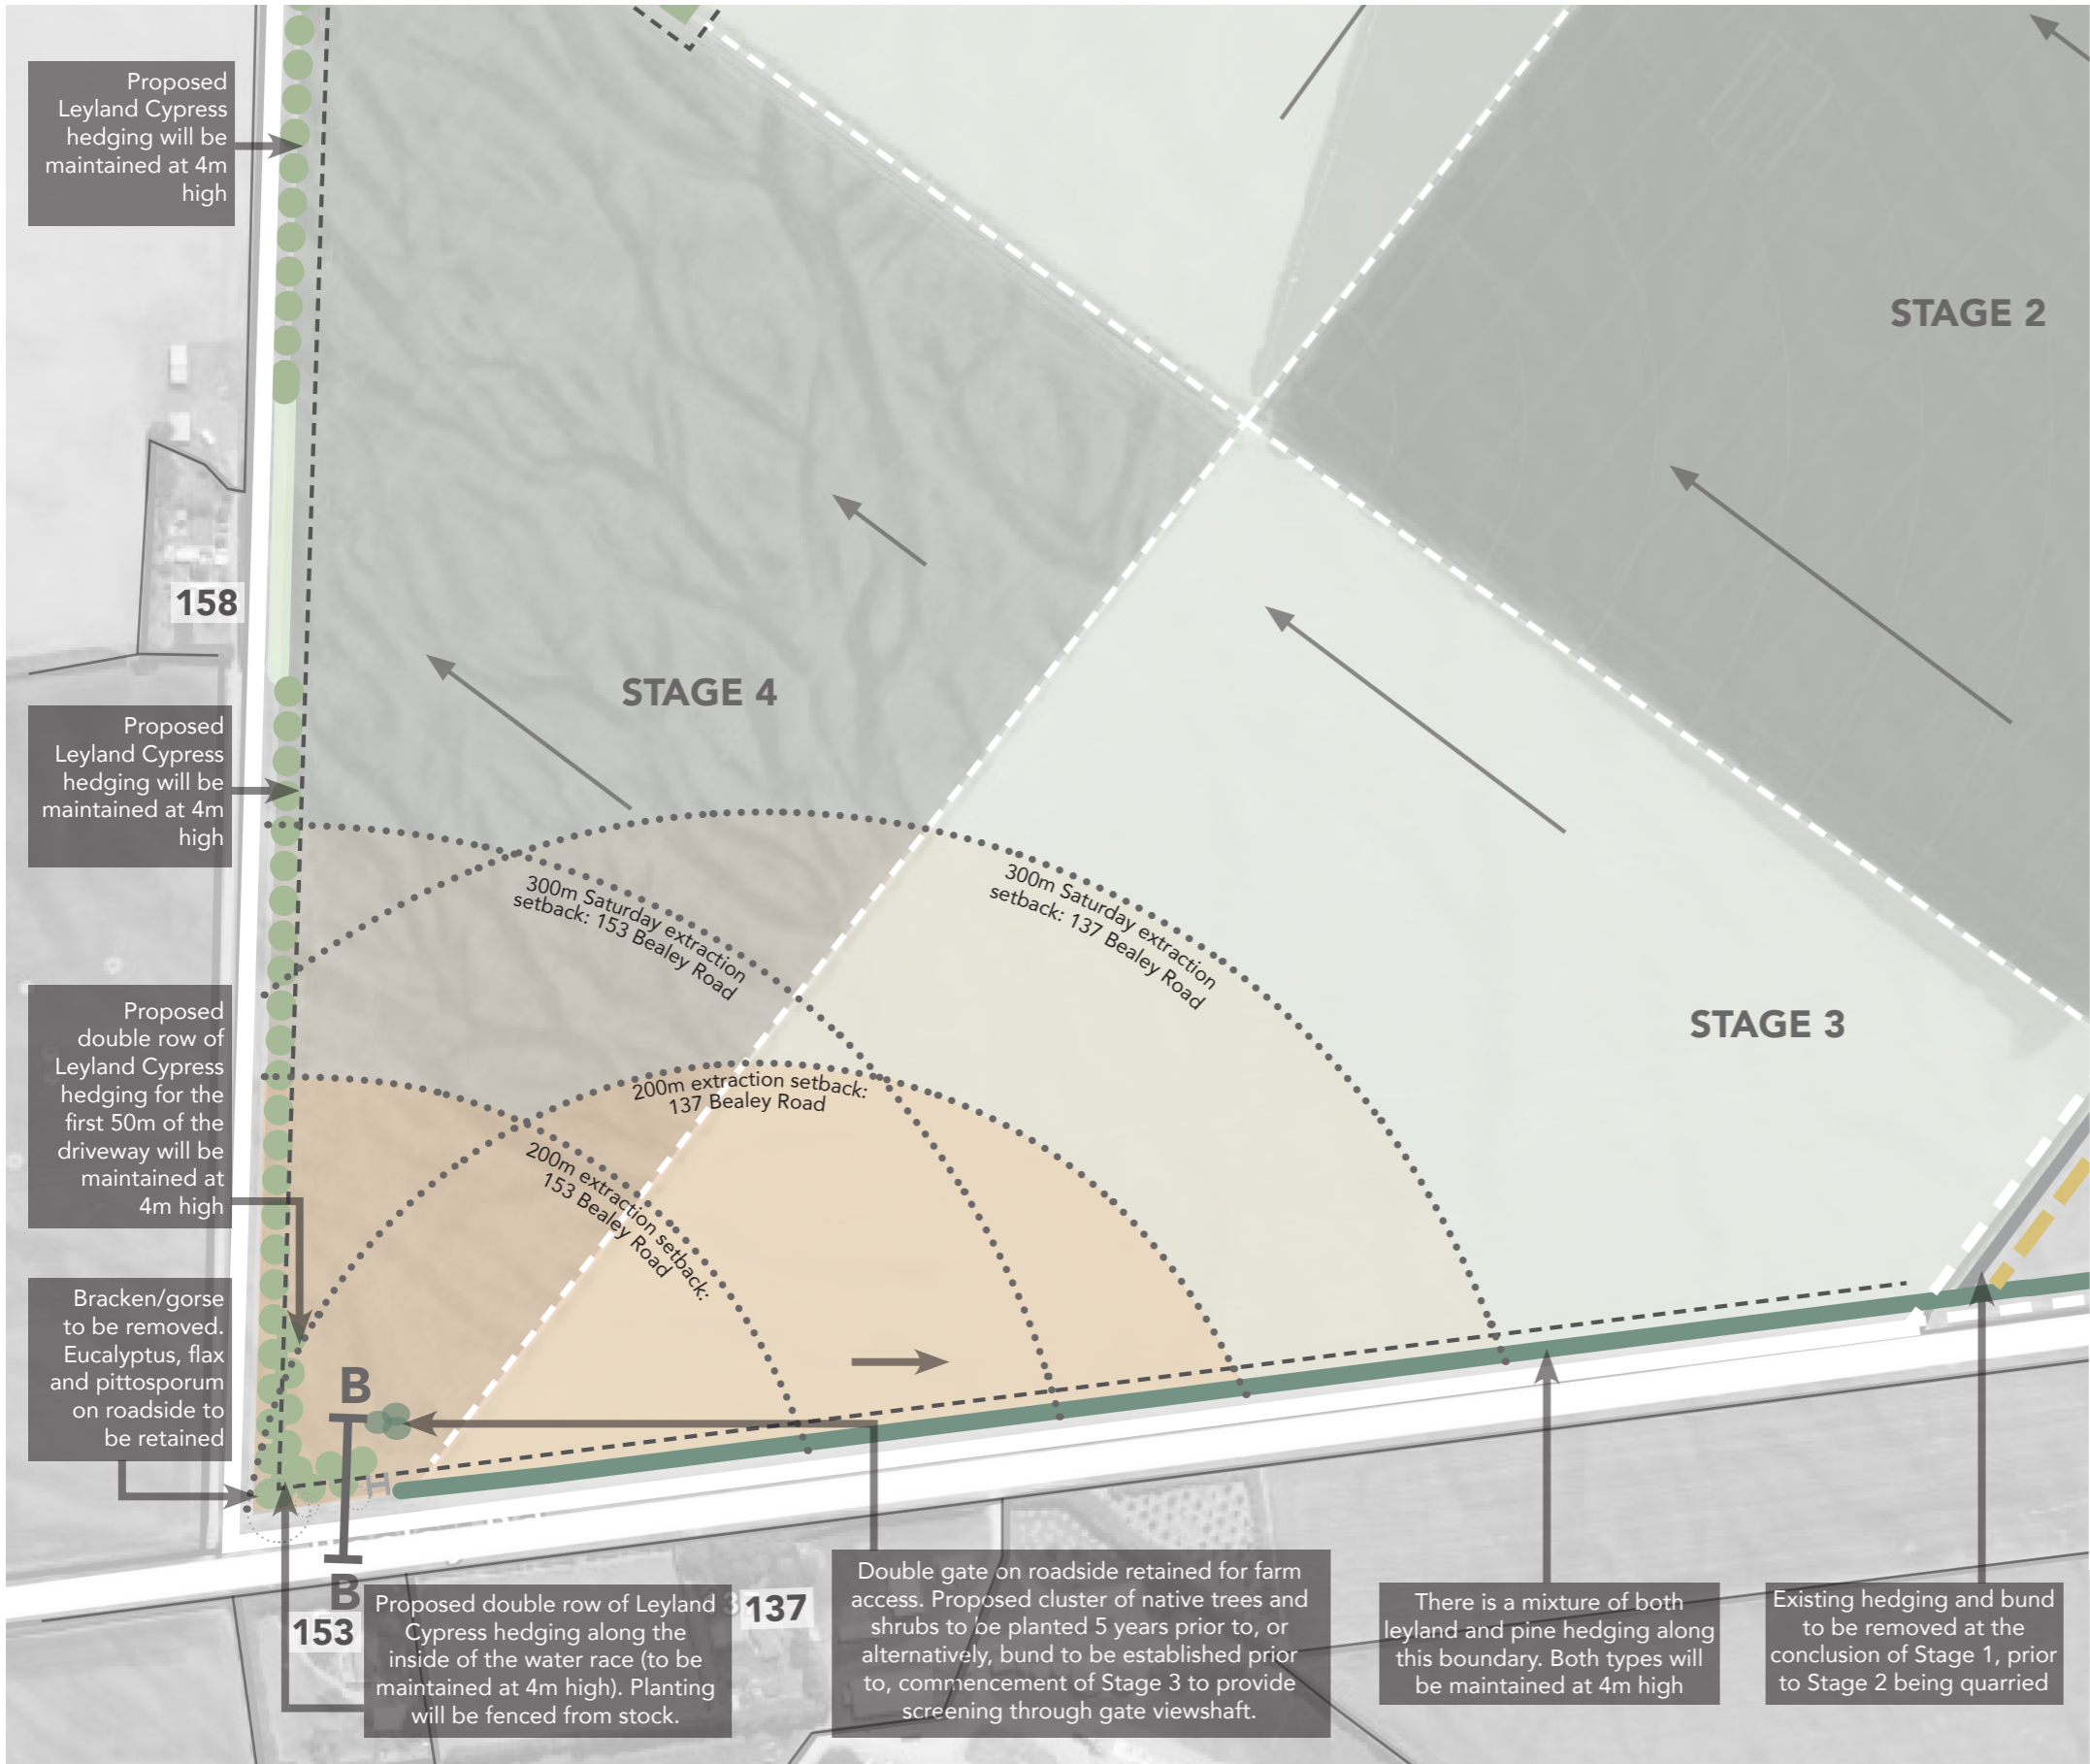 Proposed
Leyland Cypress
hedging will be
maintained at 4m
high
STAGE 2
158
STAGE 4
Proposed
Leyland Cypress
hedging will be
maintained at 4m
high
300m Saturday extraction
setback: 153 Bealey Road
300m Saturday extraction
setback: 137 Bealey Road
STAGE 3
Proposed
double row of
Leyland Cypress
hedging for the
first 50m of the
driveway will be
maintained at
4m high
200m extraction setback:
137 Bealey Road
200m extraction setback:
153 Bealey Road
Bracken/gorse
to be removed.
Eucalyptus, flax
and pittosporum
on roadside to
be retained
B
B
153
Proposed double row of Leyland
Cypress hedging along the
inside of the water race (to be
maintained at 4m high). Planting
will be fenced from stock.
137
Double gate on roadside retained for farm
access. Proposed cluster of native trees and
shrubs to be planted 5 years prior to, or
alternatively, bund to be established prior
to, commencement of Stage 3 to provide
screening through gate viewshaft.
There is a mixture of both
leyland and pine hedging along
this boundary. Both types will
be maintained at 4m high
Existing hedging and bund
to be removed at the
conclusion of Stage 1, prior
to Stage 2 being quarried